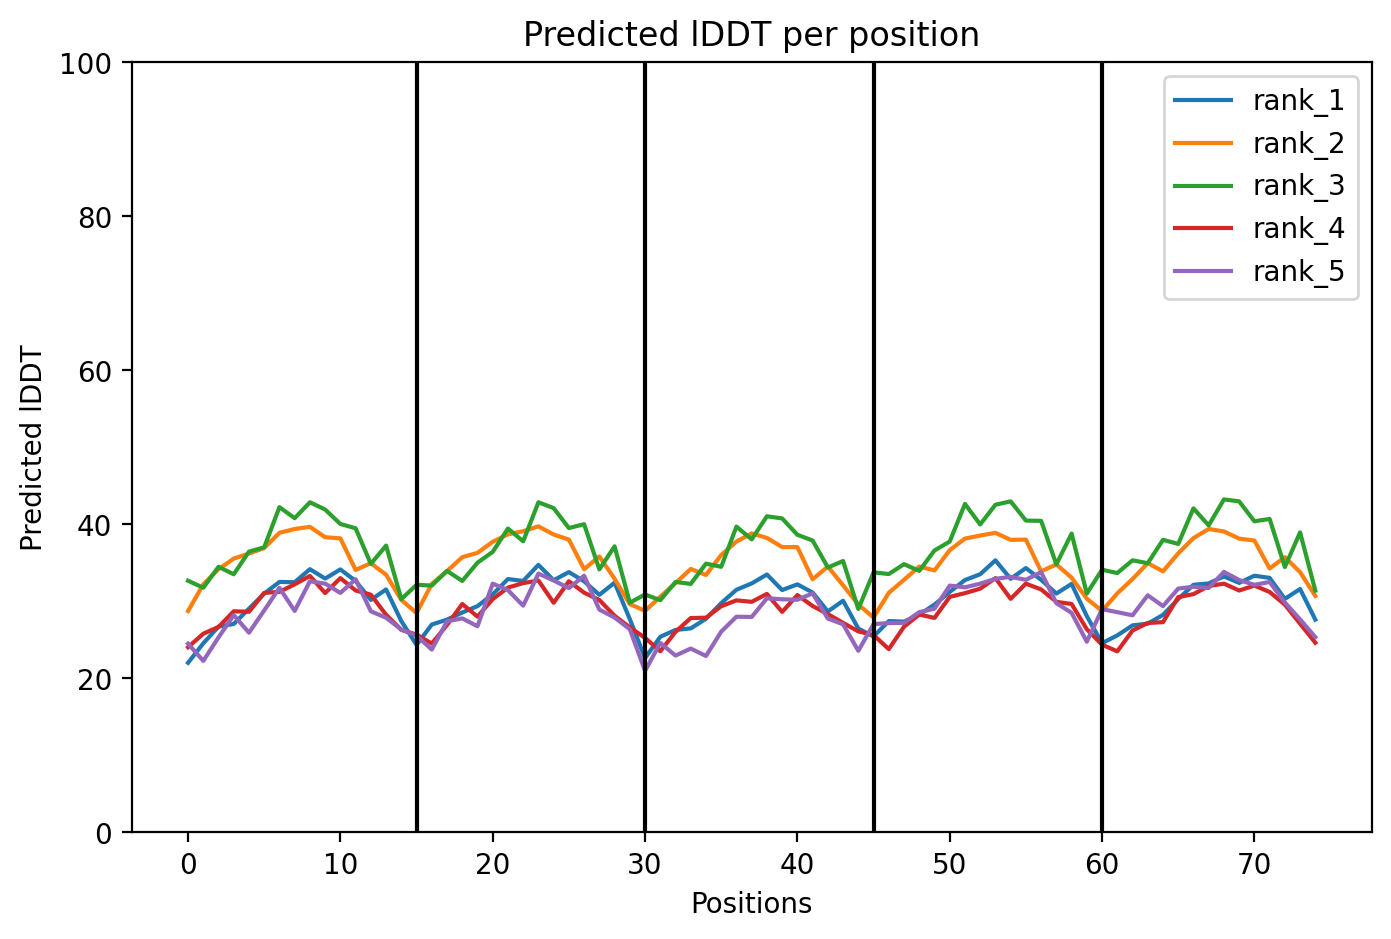 Predicted lDDT per position
100
80
60
40
20
0
Predicted lDDT
rank_1
rank_2
rank_3
rank_4
rank_5
0 10 20 30 40 50 60 70
Positions